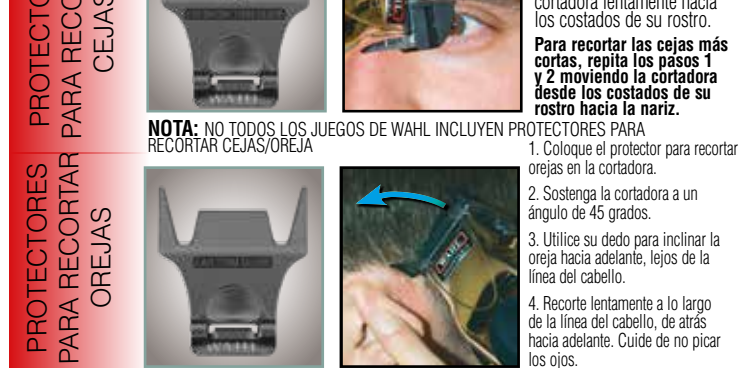 PROTECTO
PARA RECO
CEJAS
cortadora lentamente hacia
los costados de su rostro.
Para recortar las cejas más
cortas, repita los pasos 1
y 2 moviendo la cortadora
desde los costados de su
rostro hacia la nariz.
WAHL
NOTA: NO TODOS LOS JUEGOS DE WAHL INCLUYEN PROTECTORES PARA
RECORTAR CEJAS/OREJA
PROTECTORES
PARA RECORTAR
OREJAS
WAHL
WAHL
1. Coloque el protector para recortar
orejas en la cortadora.
2. Sostenga la cortadora a un
ángulo de 45 grados.
3. Utilice su dedo para inclinar la
oreja hacia adelante, lejos de la
línea del cabello.
4. Recorte lentamente a lo largo
de la línea del cabello, de atrás
hacia adelante. Cuide de no picar
los ojos.